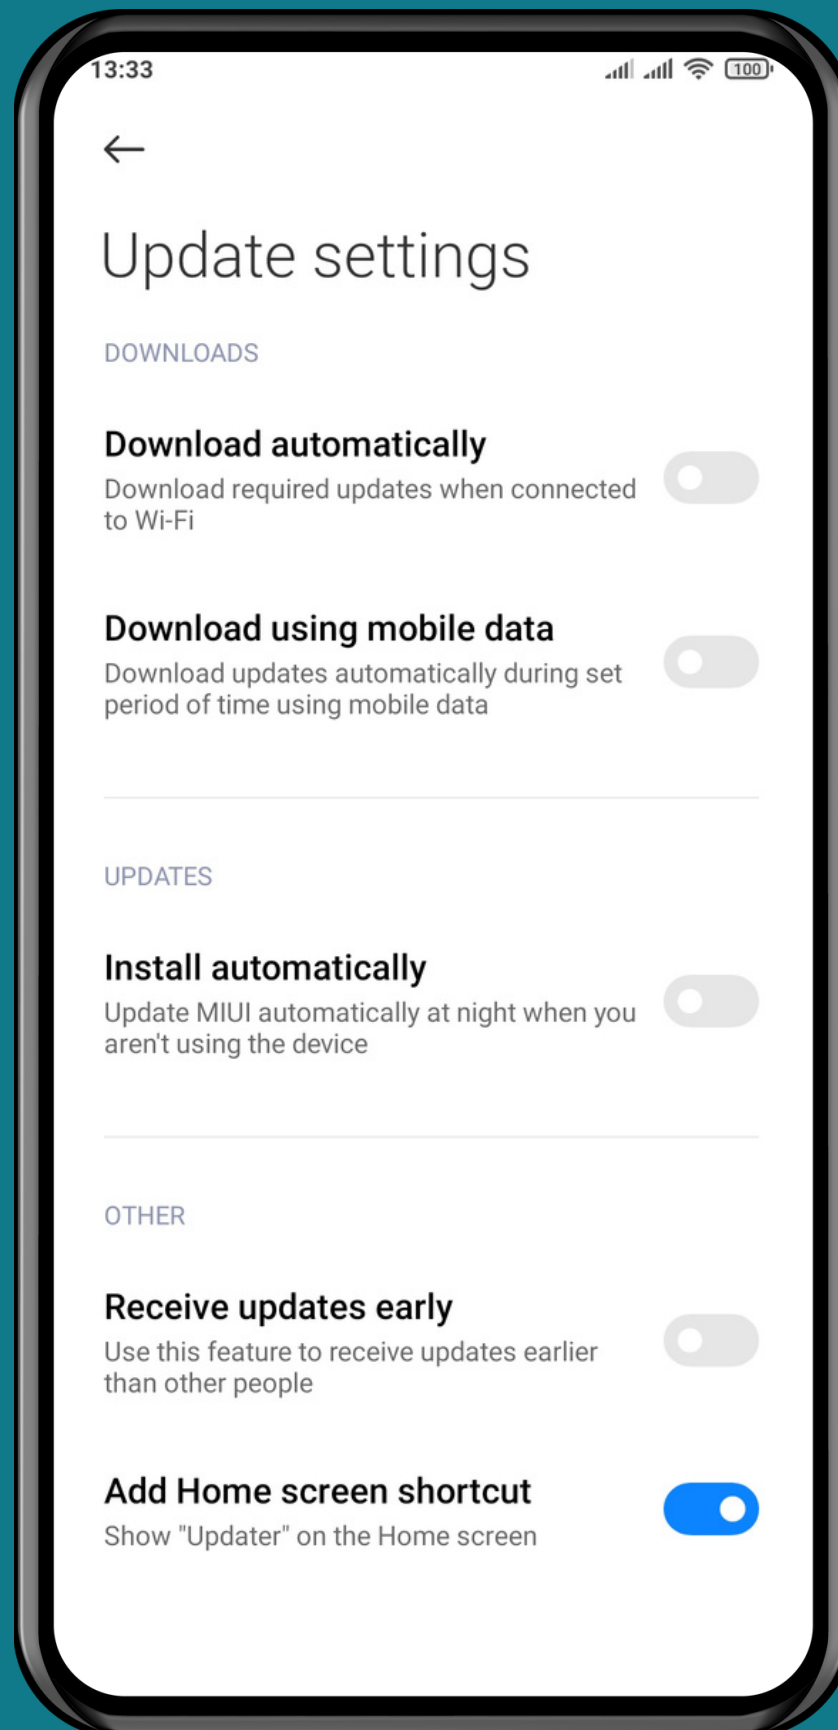 13:33
100
Update settings
DOWNLOADS
Download automatically
Download required updates when connected
to Wi-Fi
Download using mobile data
Download updates automatically during set
period of time using mobile data
UPDATES
Install automatically
Update MIUI automatically at night when you
aren't using the device
OTHER
Receive updates early
Use this feature to receive updates earlier
than other people
Add Home screen shortcut
Show "Updater" on the Home screen